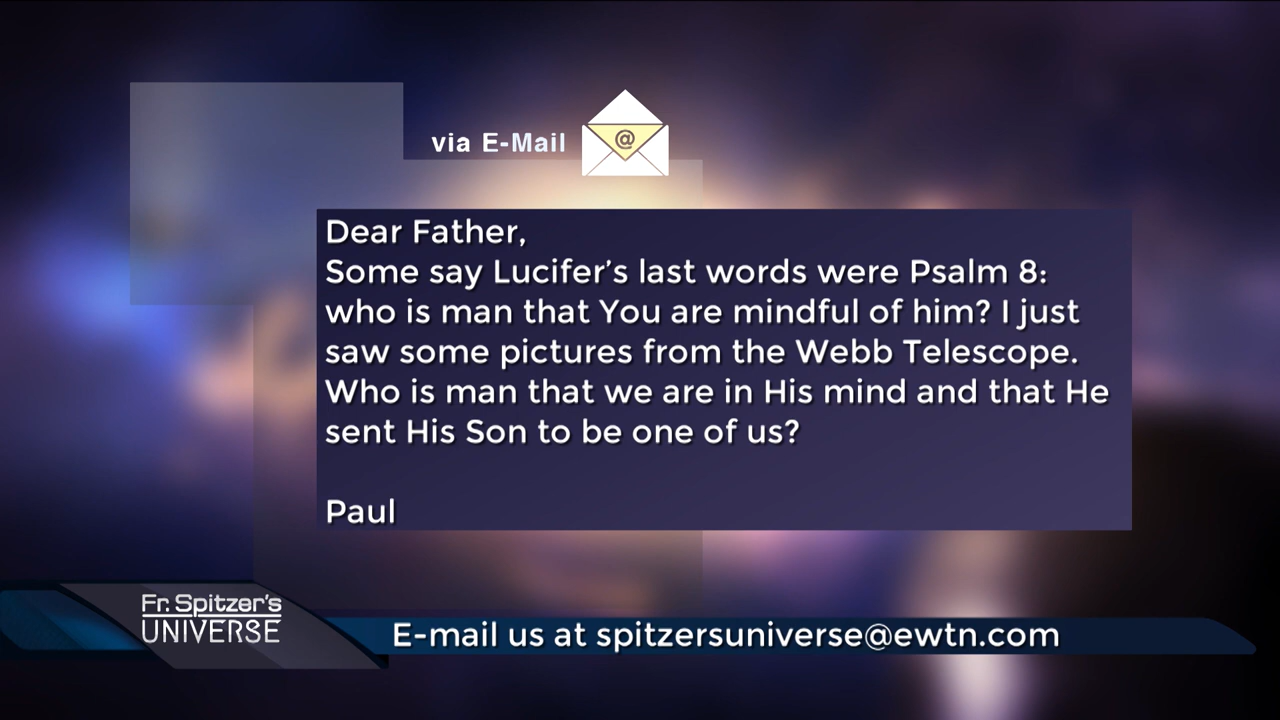 via E-Mail
@
Dear Father,
Some say Lucifer’s last words were Psalm 8:
who is man that You are mindful of him? I just
saw some pictures from the Webb Telescope.
Who is man that we are in His mind and that He
sent His Son to be one of us?
Paul
Fr. Spitzer's
UNIVERSE
E-mail us at spitzersuniverse@ewtn.com